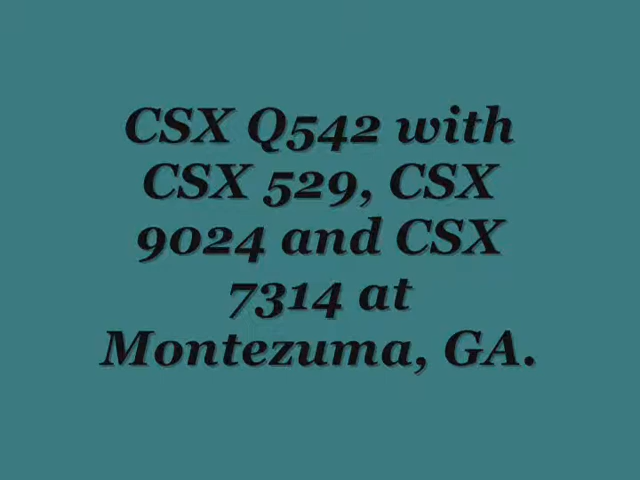 CSX Q542 with
CSX 529, CSX
9024 and CSX
7314 at
Montezuma, GA.